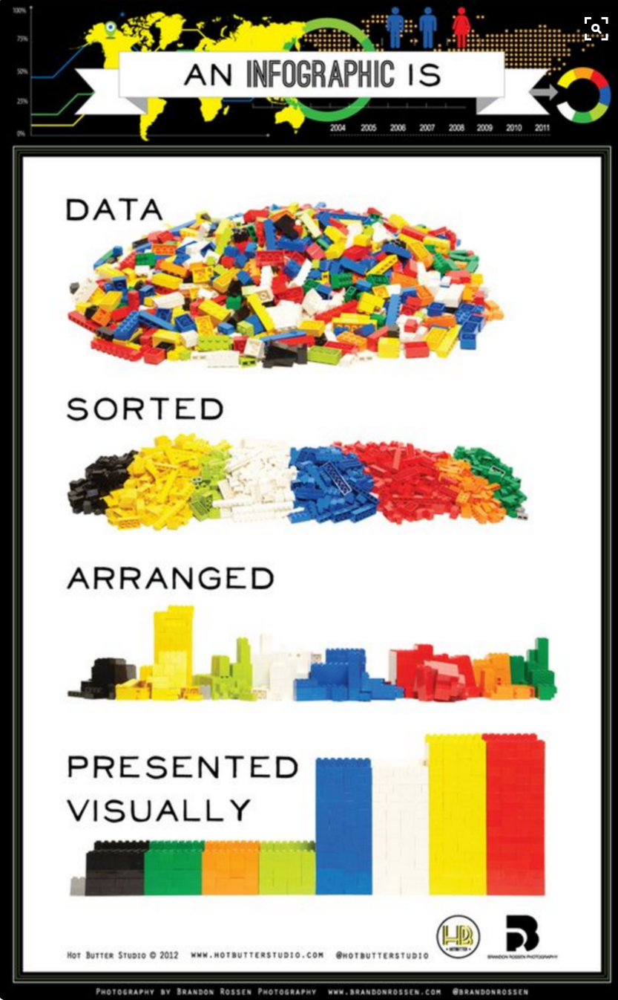 100%
75%
50%
25%
0%
AN INFOGRAPHIC IS
2004 2005 2006 2007 2008 2009 2010 2011
DATA
SORTED
ARRANGED
PRESENTED
VISUALLY
HB
HOTBUTTER
BRANDON ROSSEN PHOTOGRAPHY
HOT BUTTER STUDIO © 2012 WWW.HOTBUTTERSTUDIO.COM @HOTBUTTERSTUDIO
PHOTOGRAPHY BY BRANDON ROSSEN PHOTOGRAPHY WWW.BRANDONROSSEN.COM @BRANDONROSSEN